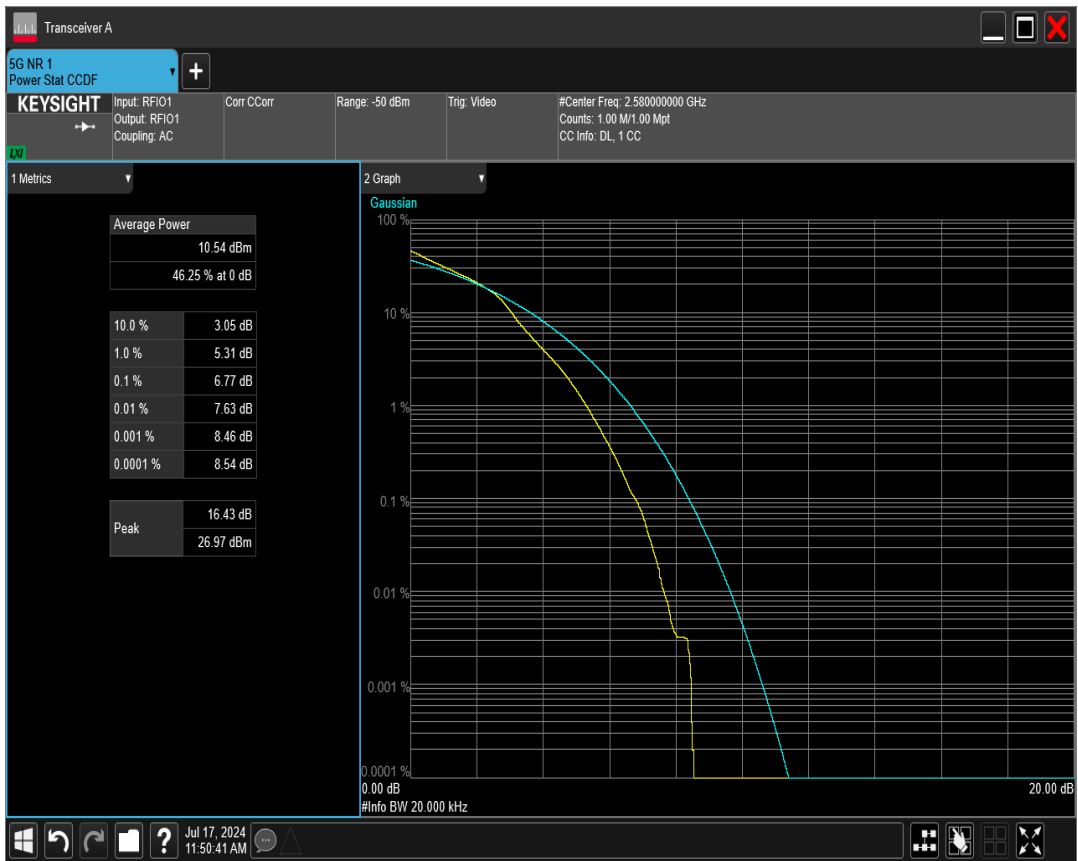 Transceiver A
5G NR 1
Power Stat CCDF
+
KEYSIGHT
LXI
Input: RFIO1
Output: RFIO1
Coupling: AC
Corr CCorr
Range: -50 dBm
Trig: Video
#Center Freq: 2.580000000 GHz
Counts: 1.00 M/1.00 Mpt
CC Info: DL, 1 CC
1 Metrics
Average Power
10.54 dBm
46.25 % at 0 dB
10.0 % 3.05 dB
1.0 % 5.31 dB
0.1 % 6.77 dB
0.01 % 7.63 dB
0.001 % 8.46 dB
0.0001 % 8.54 dB
Peak
16.43 dB
26.97 dBm
2 Graph
Gaussian
100 %
10 %
1 %
0.1 %
0.01 %
0.001 %
0.0001 %
0.00 dB
20.00 dB
#Info BW 20.000 kHz
?
Jul 17, 2024
11:50:41 AM